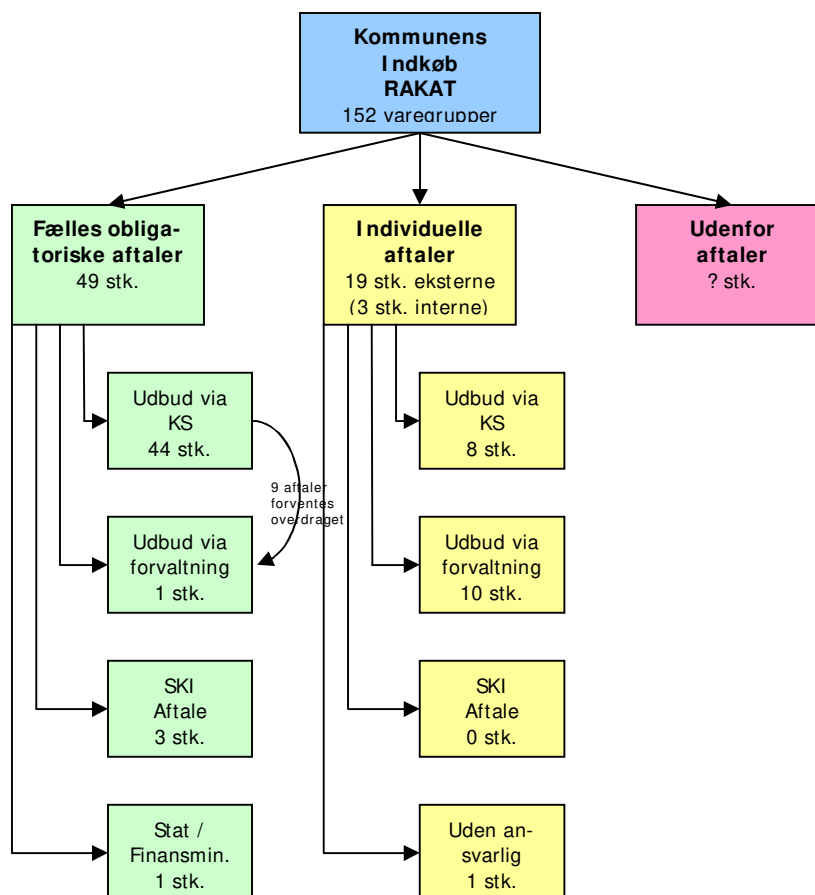 Kommunens
Indkøb
RAKAT
152 varegrupper
Fælles obliga-
toriske aftaler
49 stk.
Individuelle
aftaler
19 stk. eksterne
(3 stk. interne)
Udenfor
aftaler
? stk.
Udbud via
KS
44 stk.
9 aftaler
forventes
overdraget
Udbud via
forvaltning
1 stk.
SKI
Aftale
3 stk.
Stat /
Finansmin.
1 stk.
Udbud via
KS
8 stk.
Udbud via
forvaltning
10 stk.
SKI
Aftale
0 stk.
Uden an-
svarlig
1 stk.